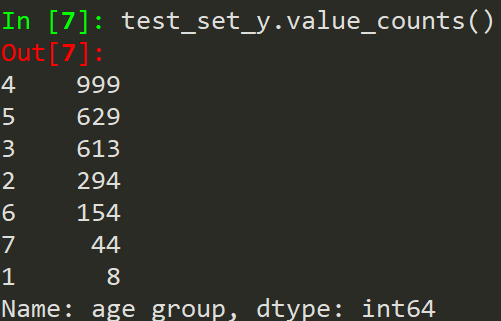 In [7]: test_set_y.value_counts()
Out[7]:
4    999
5    629
3    613
2    294
6    154
7     44
1      8
Name: age group, dtype: int64